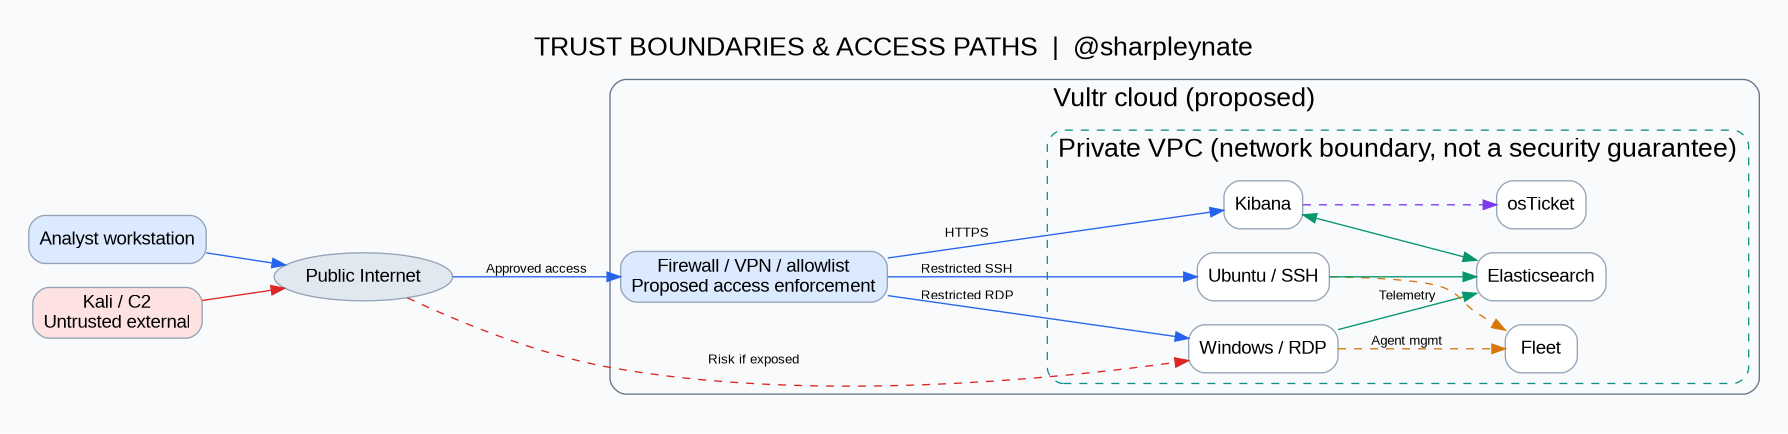 TRUST BOUNDARIES & ACCESS PATHS | @sharpleynate
Vultr cloud (proposed)
Private VPC (network boundary, not a security guarantee)
Analyst workstation
Kali / C2
Untrusted external
Public Internet
Approved access
Firewall / VPN / allowlist
Proposed access enforcement
HTTPS
Restricted SSH
Restricted RDP
Risk if exposed
Kibana
osTicket
Ubuntu / SSH
Elasticsearch
Telemetry
Windows / RDP
Agent mgmt
Fleet